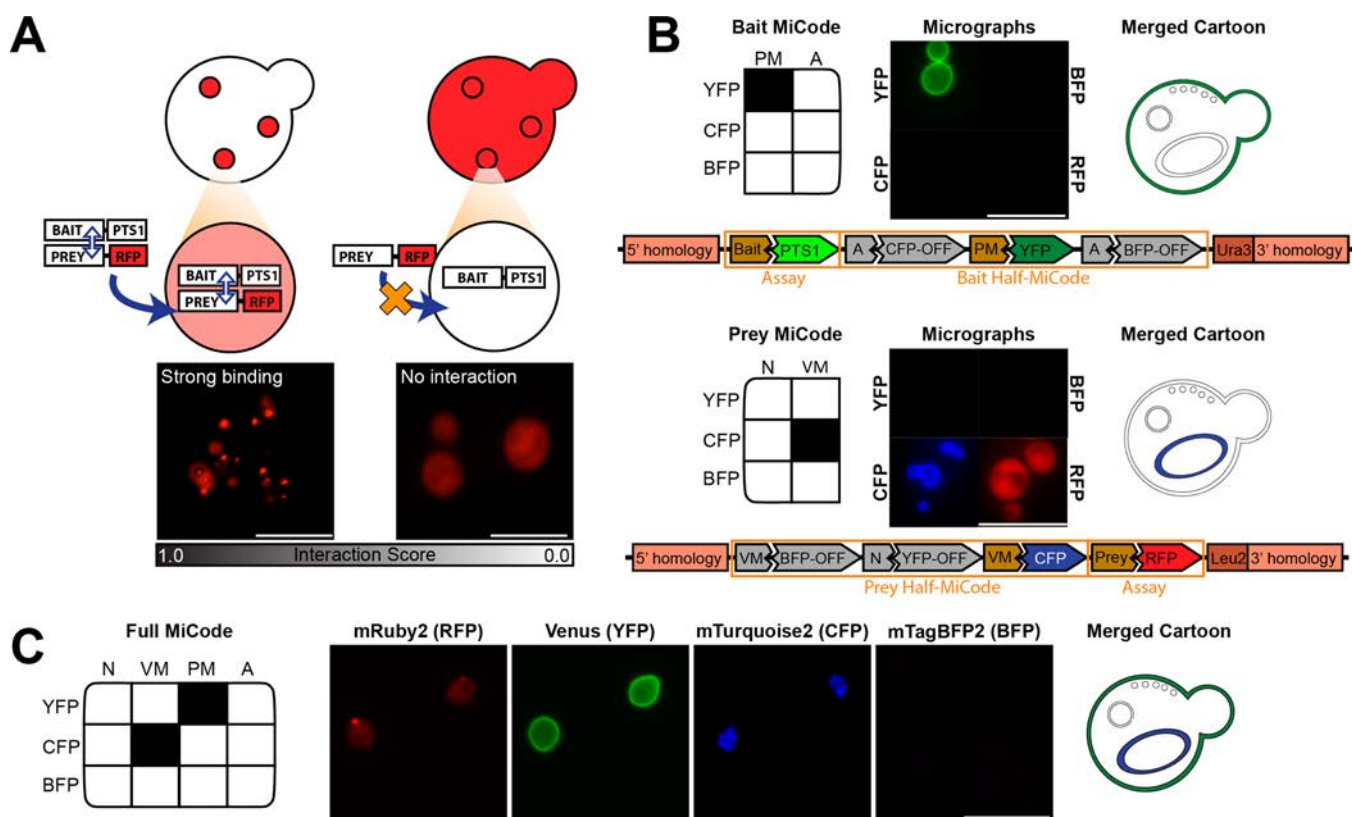 A
BAIT PTS1
PREY RFP
BAIT PTS1
PREY RFP
PREY RFP
BAIT PTS1
Strong binding
No interaction
1.0 Interaction Score 0.0
B
Bait MiCode Micrographs Merged Cartoon
PM A
YFP
CFP
BFP
YFP BFP
CFP RFP
5' homology Bait PTS1 A CFP-OFF PM YFP A BFP-OFF Ura3 3' homology
Assay Bait Half-MiCode
Prey MiCode Micrographs Merged Cartoon
N VM
YFP
CFP
BFP
YFP BFP
CFP RFP
5' homology VM BFP-OFF N YFP-OFF VM CFP Prey RFP Leu2 3' homology
Prey Half-MiCode Assay
C
Full MiCode mRuby2 (RFP) Venus (YFP) mTurquoise2 (CFP) mTagBFP2 (BFP) Merged Cartoon
N VM PM A
YFP
CFP
BFP